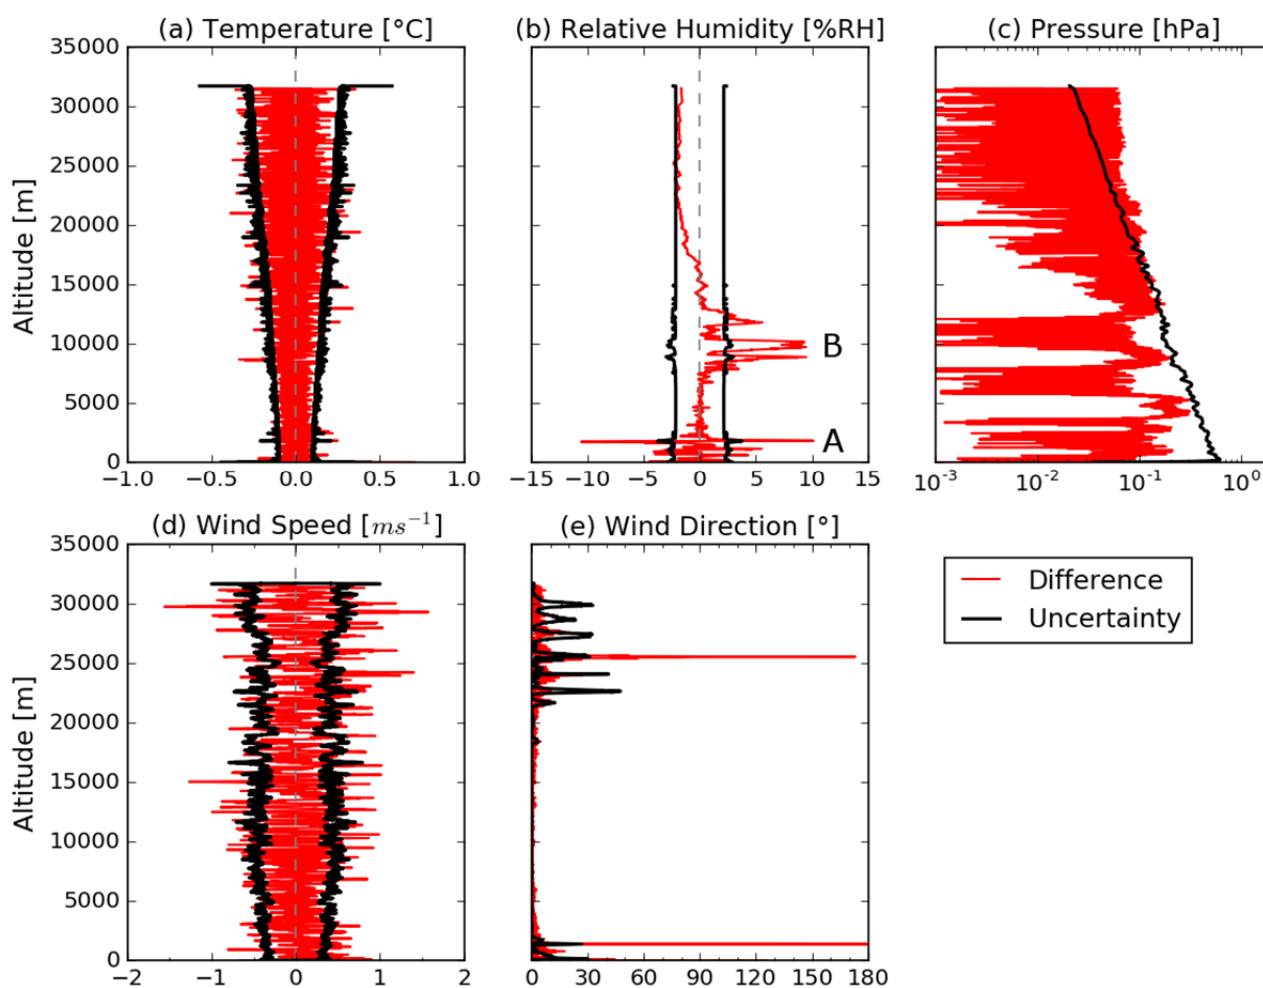 (a) Temperature [°C]
(b) Relative Humidity [%RH]
(c) Pressure [hPa]
35000
30000
25000
20000
15000
10000
5000
0
Altitude [m]
−1.0 −0.5 0.0 0.5 1.0
B
A
−15 −10 −5 0 5 10 15
10⁻³ 10⁻² 10⁻¹ 10⁰
(d) Wind Speed [ms⁻¹]
(e) Wind Direction [°]
35000
30000
25000
20000
15000
10000
5000
0
Altitude [m]
−2 −1 0 1 2
0 30 60 90 120 150 180
Difference
Uncertainty